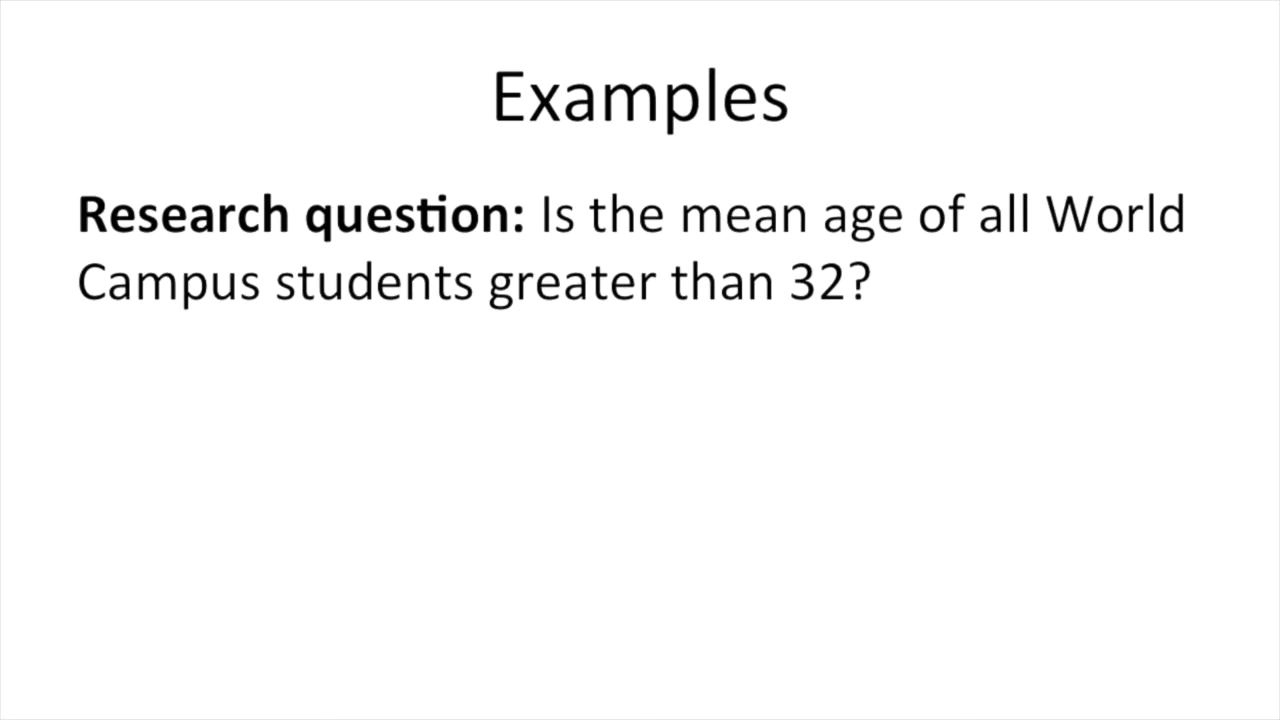 Examples
Research question: Is the mean age of all World
Campus students greater than 32?